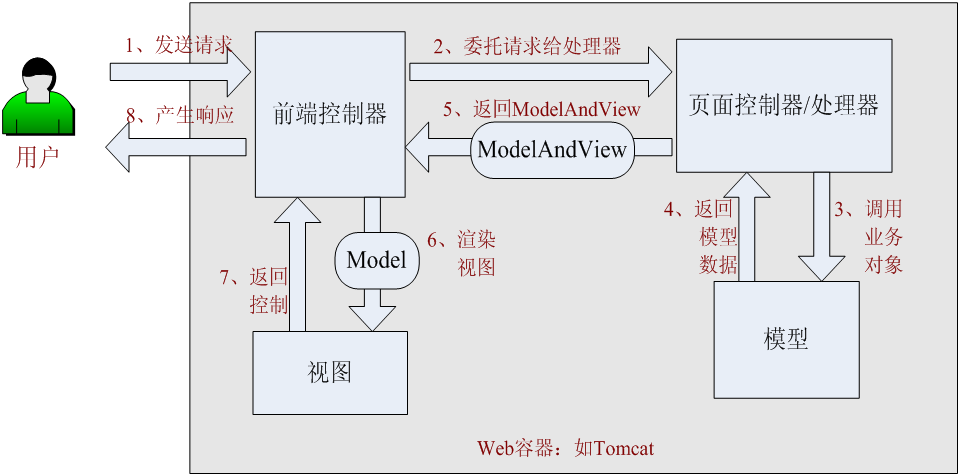 1、发送请求
2、委托请求给处理器
前端控制器
页面控制器/处理器
8、产生响应
5、返回ModelAndView
ModelAndView
用户
4、返回
模型
数据
3、调用
业务
对象
6、渲染
视图
Model
7、返回
控制
模型
视图
Web容器：如Tomcat